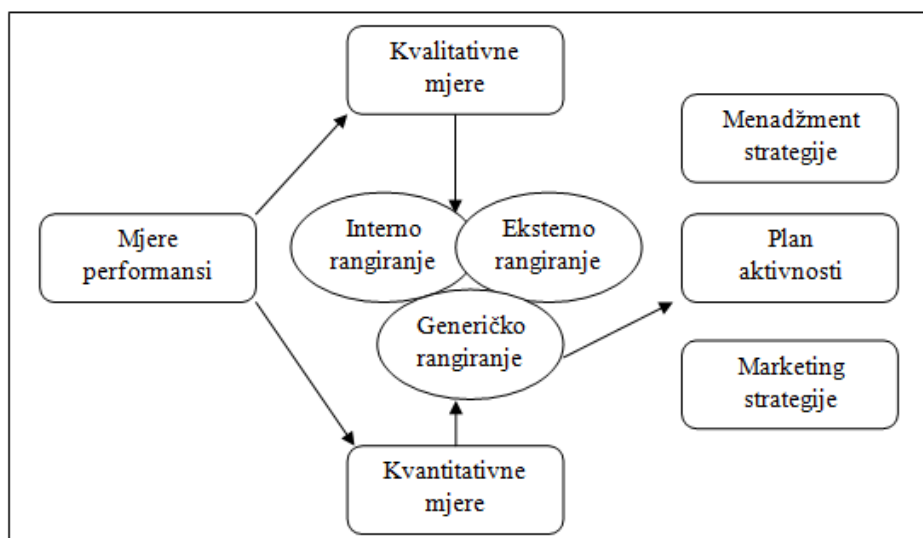 Kvalitativne
mjere
Menadžment
strategije
Mjere
performansi
Interno
rangiranje
Eksterno
rangiranje
Plan
aktivnosti
Generičko
rangiranje
Marketing
strategije
Kvantitativne
mjere